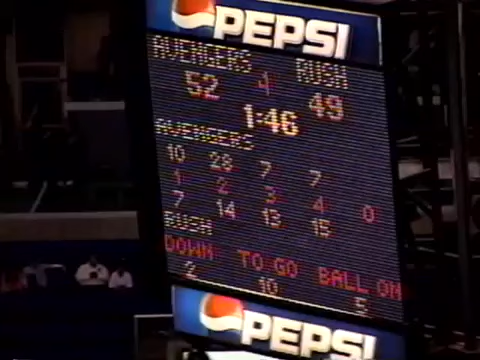 PEPSI
AVENGERS 4 RUSH
52 49
1:46
AVENGERS
10 28 7 7
1 2 3 4 0
7 14 13 15
RUSH
DOWN TO GO BALL ON
2 10 5
PEPSI